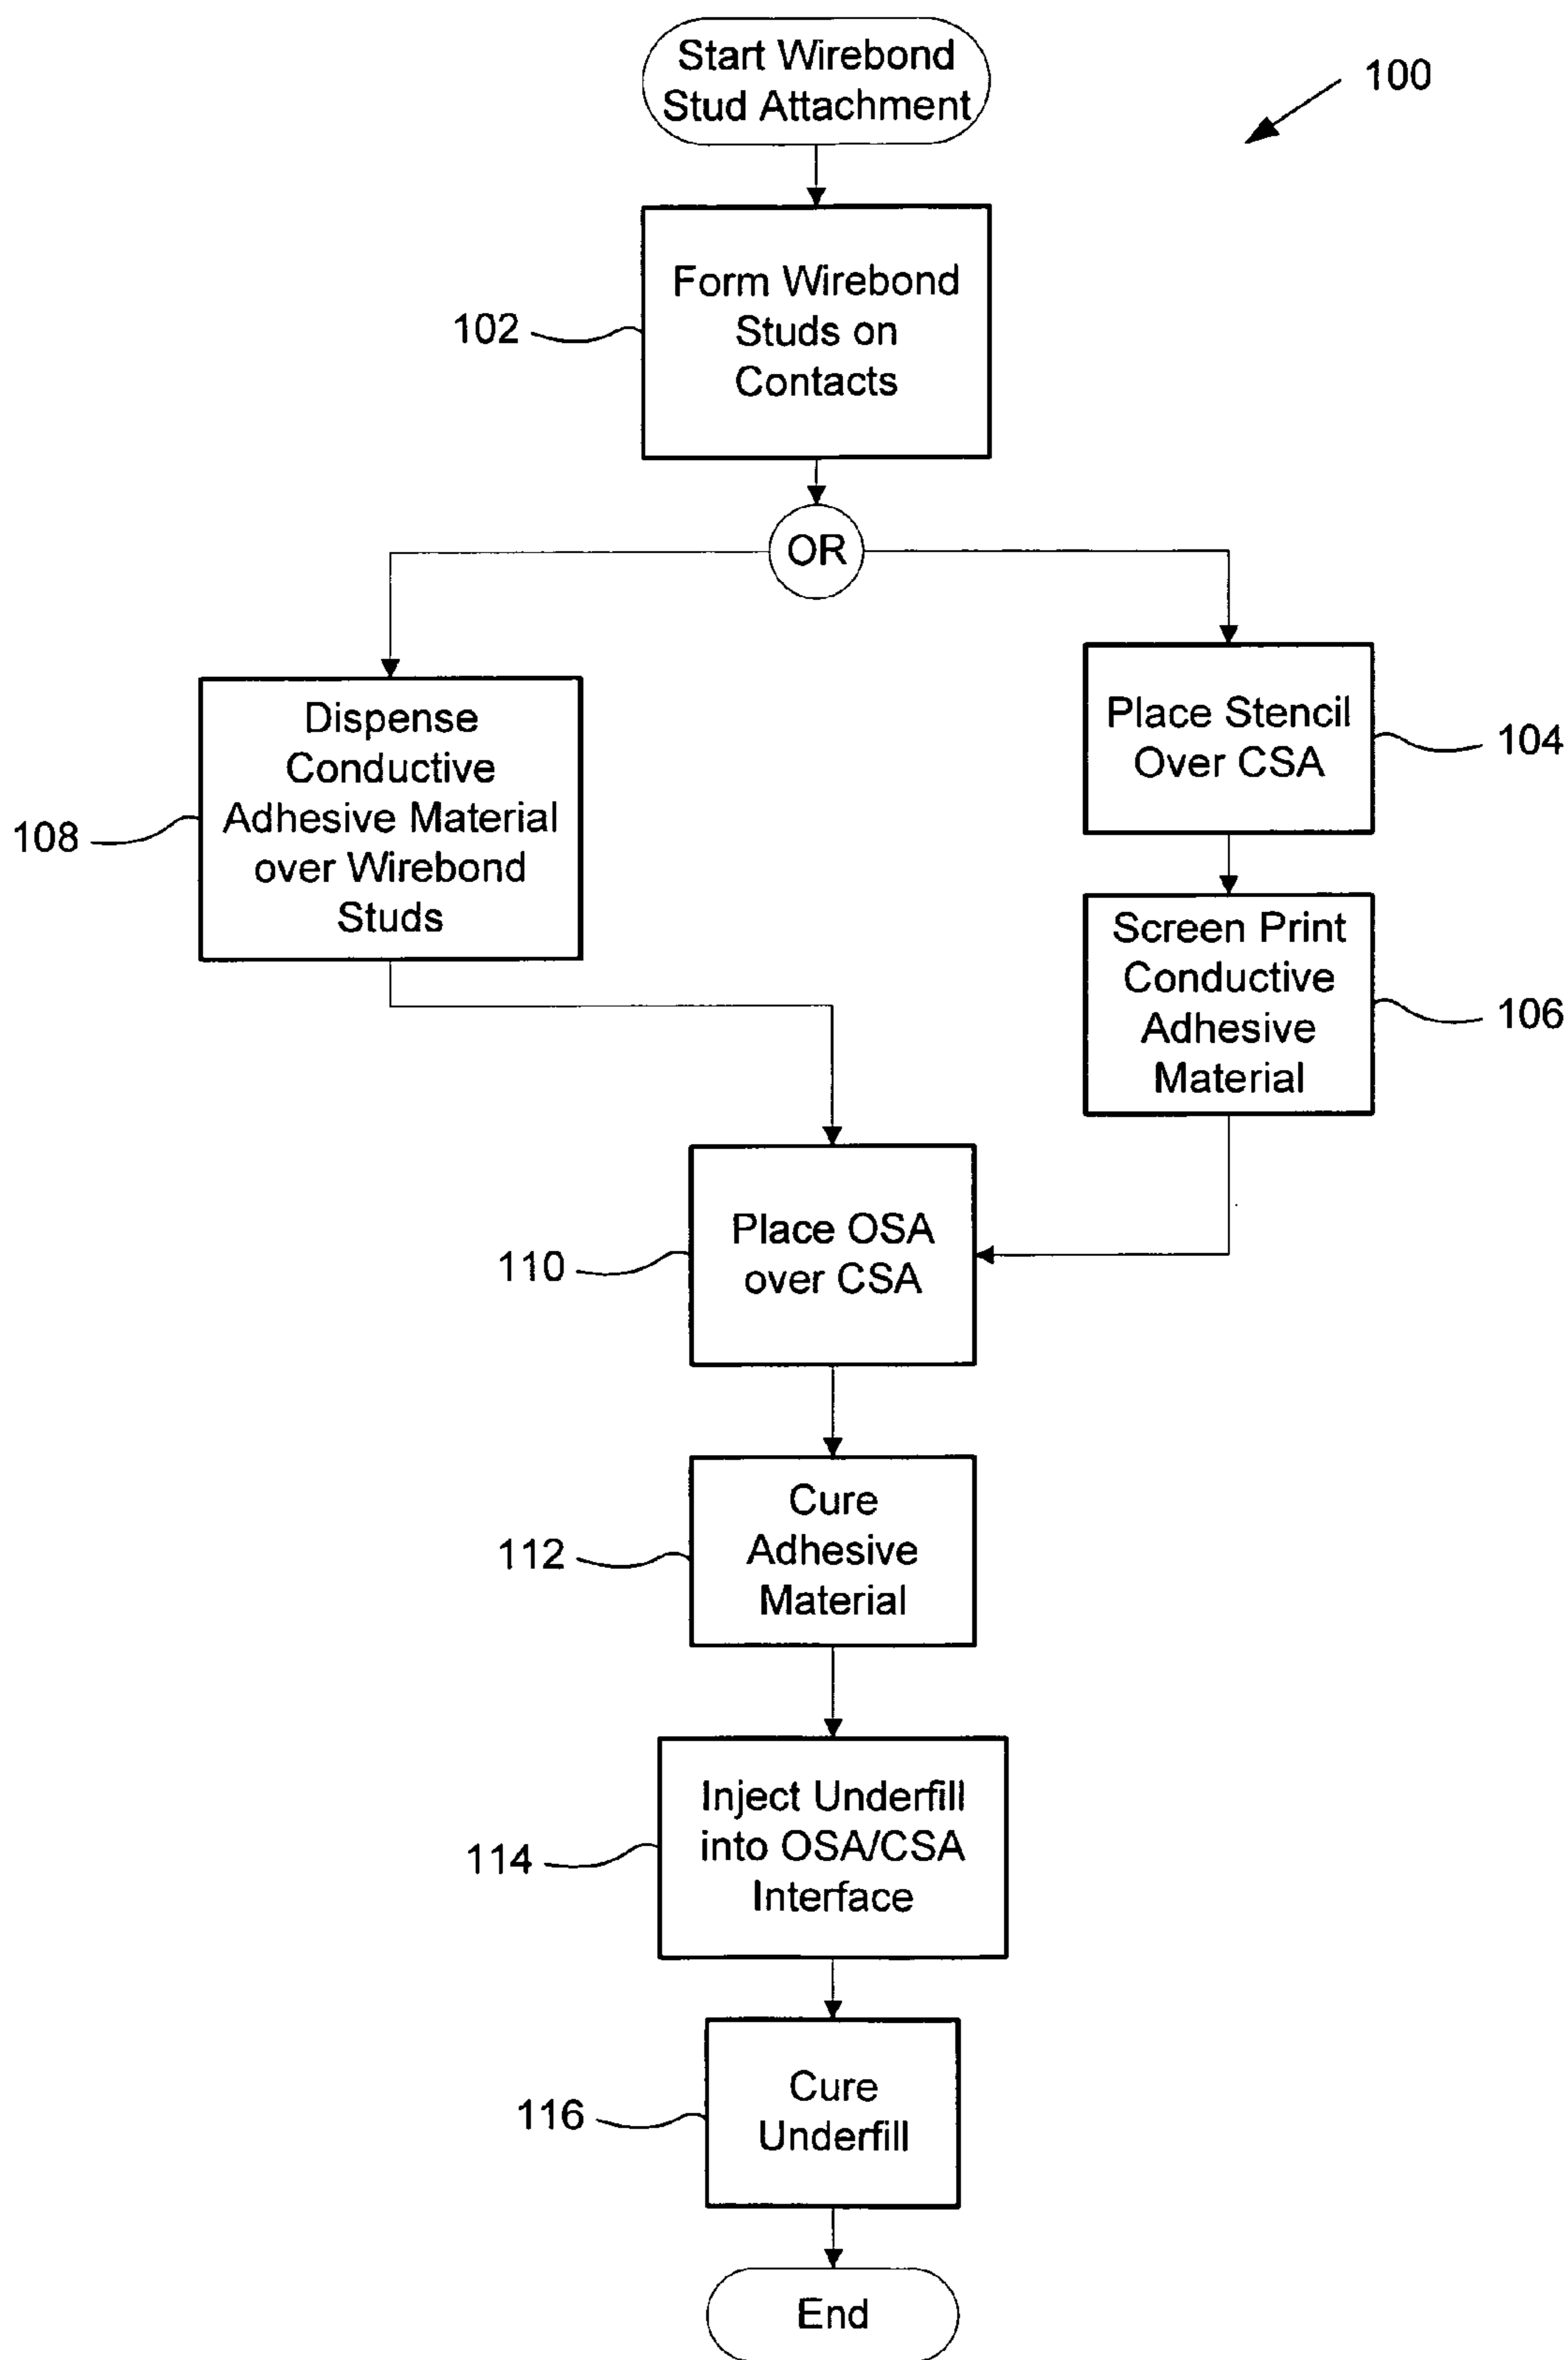 Start Wirebond
Stud Attachment
100
Form Wirebond
Studs on
Contacts
102
OR
Dispense
Conductive
Adhesive Material
over Wirebond
Studs
108
Place Stencil
Over CSA
104
Screen Print
Conductive
Adhesive
Material
106
Place OSA
over CSA
110
Cure
Adhesive
Material
112
Inject Underfill
into OSA/CSA
Interface
114
Cure
Underfill
116
End